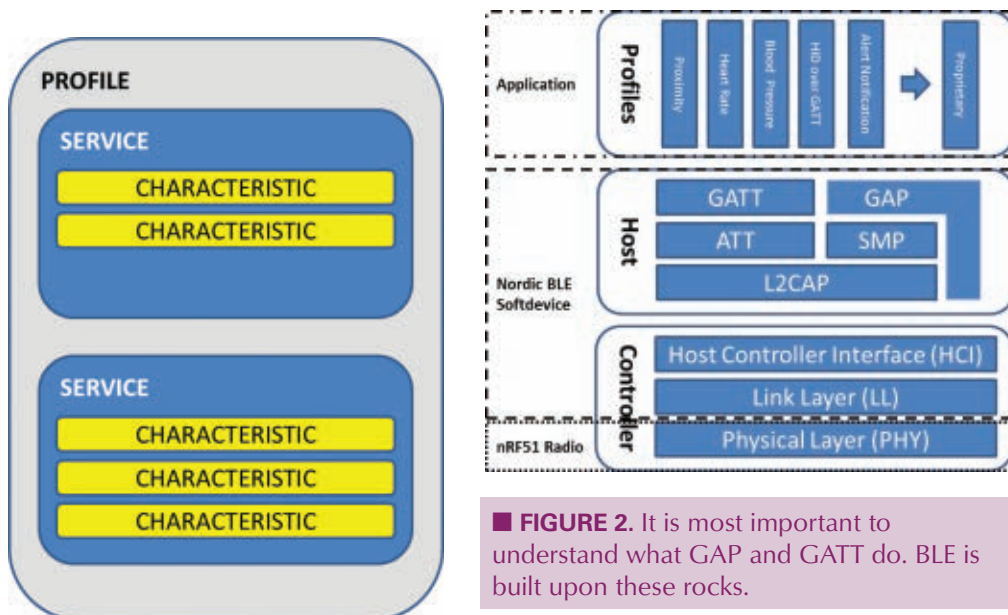 PROFILE
SERVICE
CHARACTERISTIC
CHARACTERISTIC
SERVICE
CHARACTERISTIC
CHARACTERISTIC
CHARACTERISTIC
Application
Profiles
Proximity
Heart Rate
Blood Pressure
HID over GATT
Alert Notification
Proprietary
Nordic BLE
Softdevice
Host
GATT
GAP
ATT
SMP
L2CAP
Controller
Host Controller Interface (HCI)
Link Layer (LL)
nRF51 Radio
Physical Layer (PHY)
■ FIGURE 2. It is most important to
understand what GAP and GATT do. BLE is
built upon these rocks.